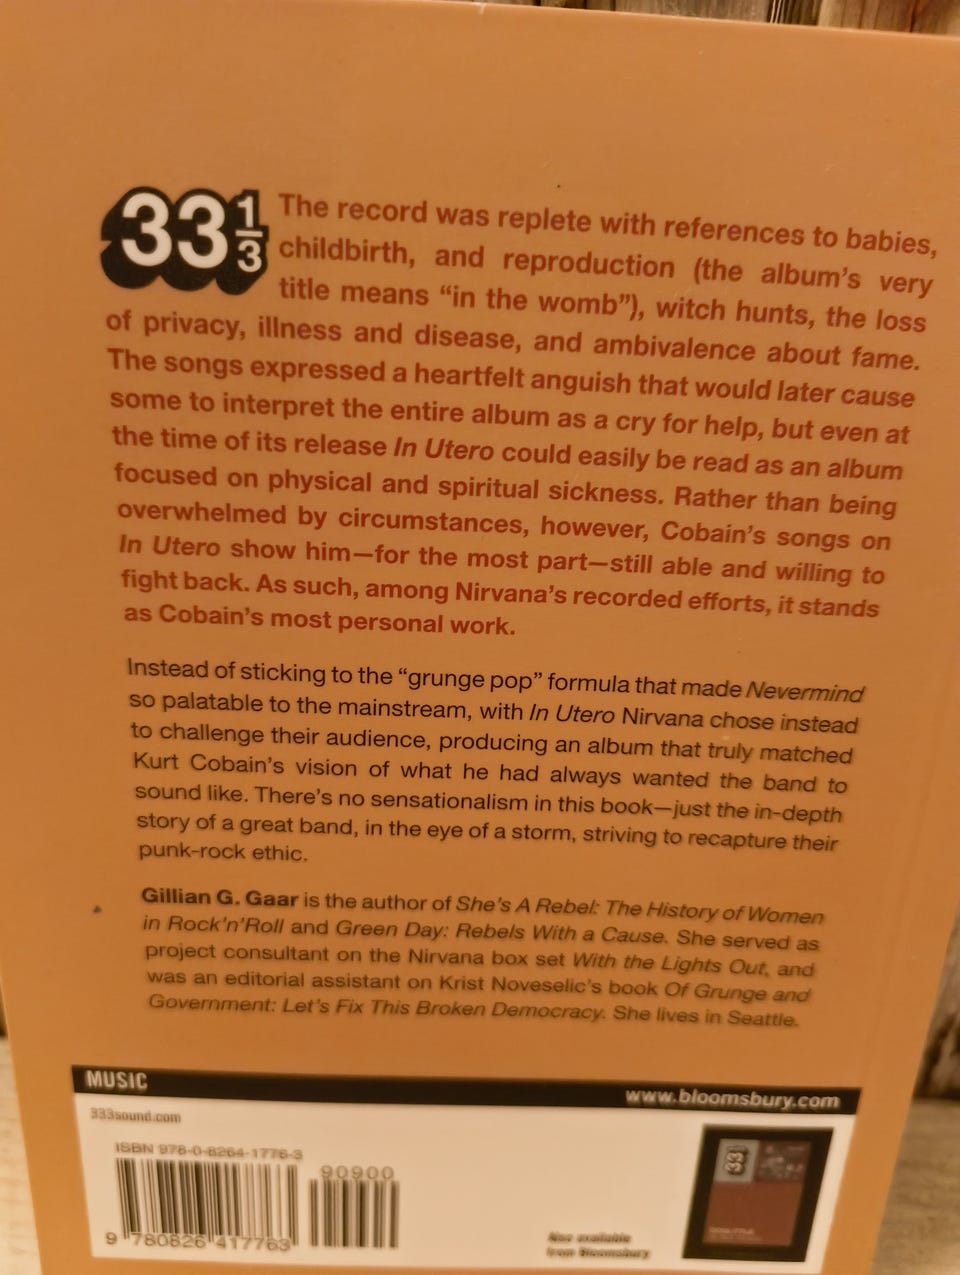 33 1/3
The record was replete with references to babies,
childbirth, and reproduction (the album's very
title means “in the womb”), witch hunts, the loss
of privacy, illness and disease, and ambivalence about fame.
The songs expressed a heartfelt anguish that would later cause
some to interpret the entire album as a cry for help, but even at
the time of its release In Utero could easily be read as an album
focused on physical and spiritual sickness. Rather than being
overwhelmed by circumstances, however, Cobain's songs on
In Utero show him—for the most part—still able and willing to
fight back. As such, among Nirvana's recorded efforts, it stands
as Cobain's most personal work.
Instead of sticking to the “grunge pop” formula that made Nevermind
so palatable to the mainstream, with In Utero Nirvana chose instead
to challenge their audience, producing an album that truly matched
Kurt Cobain's vision of what he had always wanted the band to
sound like. There's no sensationalism in this book—just the in-depth
story of a great band, in the eye of a storm, striving to recapture their
punk-rock ethic.
Gillian G. Gaar is the author of She's A Rebel: The History of Women
in Rock'n'Roll and Green Day: Rebels With a Cause. She served as
project consultant on the Nirvana box set With the Lights Out, and
was an editorial assistant on Krist Noveselic's book Of Grunge and
Government: Let's Fix This Broken Democracy. She lives in Seattle.
MUSIC
www.bloomsbury.com
333sound.com
ISBN 978-0-8264-1776-3
90900
9 780826 417763
Now available
from Bloomsbury
33 1/3